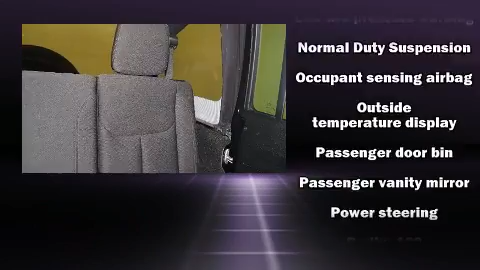 Normal Duty Suspension
Occupant sensing airbag
Outside
temperature display
Passenger door bin
Passenger vanity mirror
Power steering